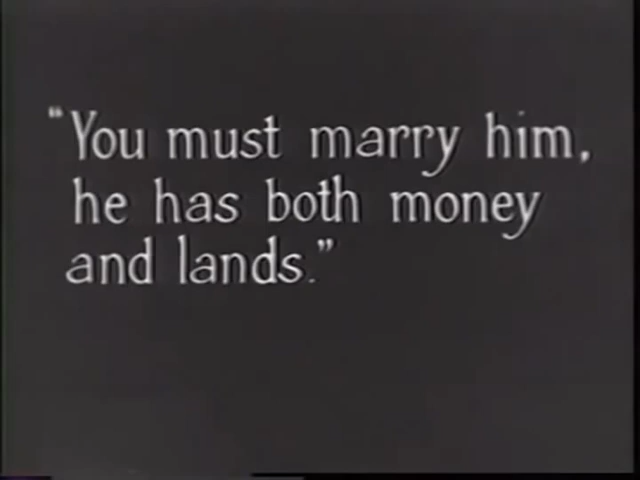 “You must marry him,
he has both money
and lands.”